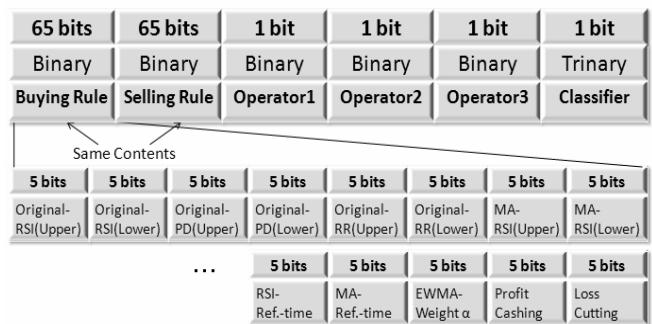 65 bits 65 bits 1 bit 1 bit 1 bit 1 bit
Binary Binary Binary Binary Binary Trinary
Buying Rule Selling Rule Operator1 Operator2 Operator3 Classifier
Same Contents
5 bits 5 bits 5 bits 5 bits 5 bits 5 bits 5 bits 5 bits
Original- Original- Original- Original- Original- Original- MA- MA-
RSI(Upper) RSI(Lower) PD(Upper) PD(Lower) RR(Upper) RR(Lower) RSI(Upper) RSI(Lower)
... 5 bits 5 bits 5 bits 5 bits 5 bits
RSI- MA- EWMA- Profit Loss
Ref.-time Ref.-time Weight α Cashing Cutting